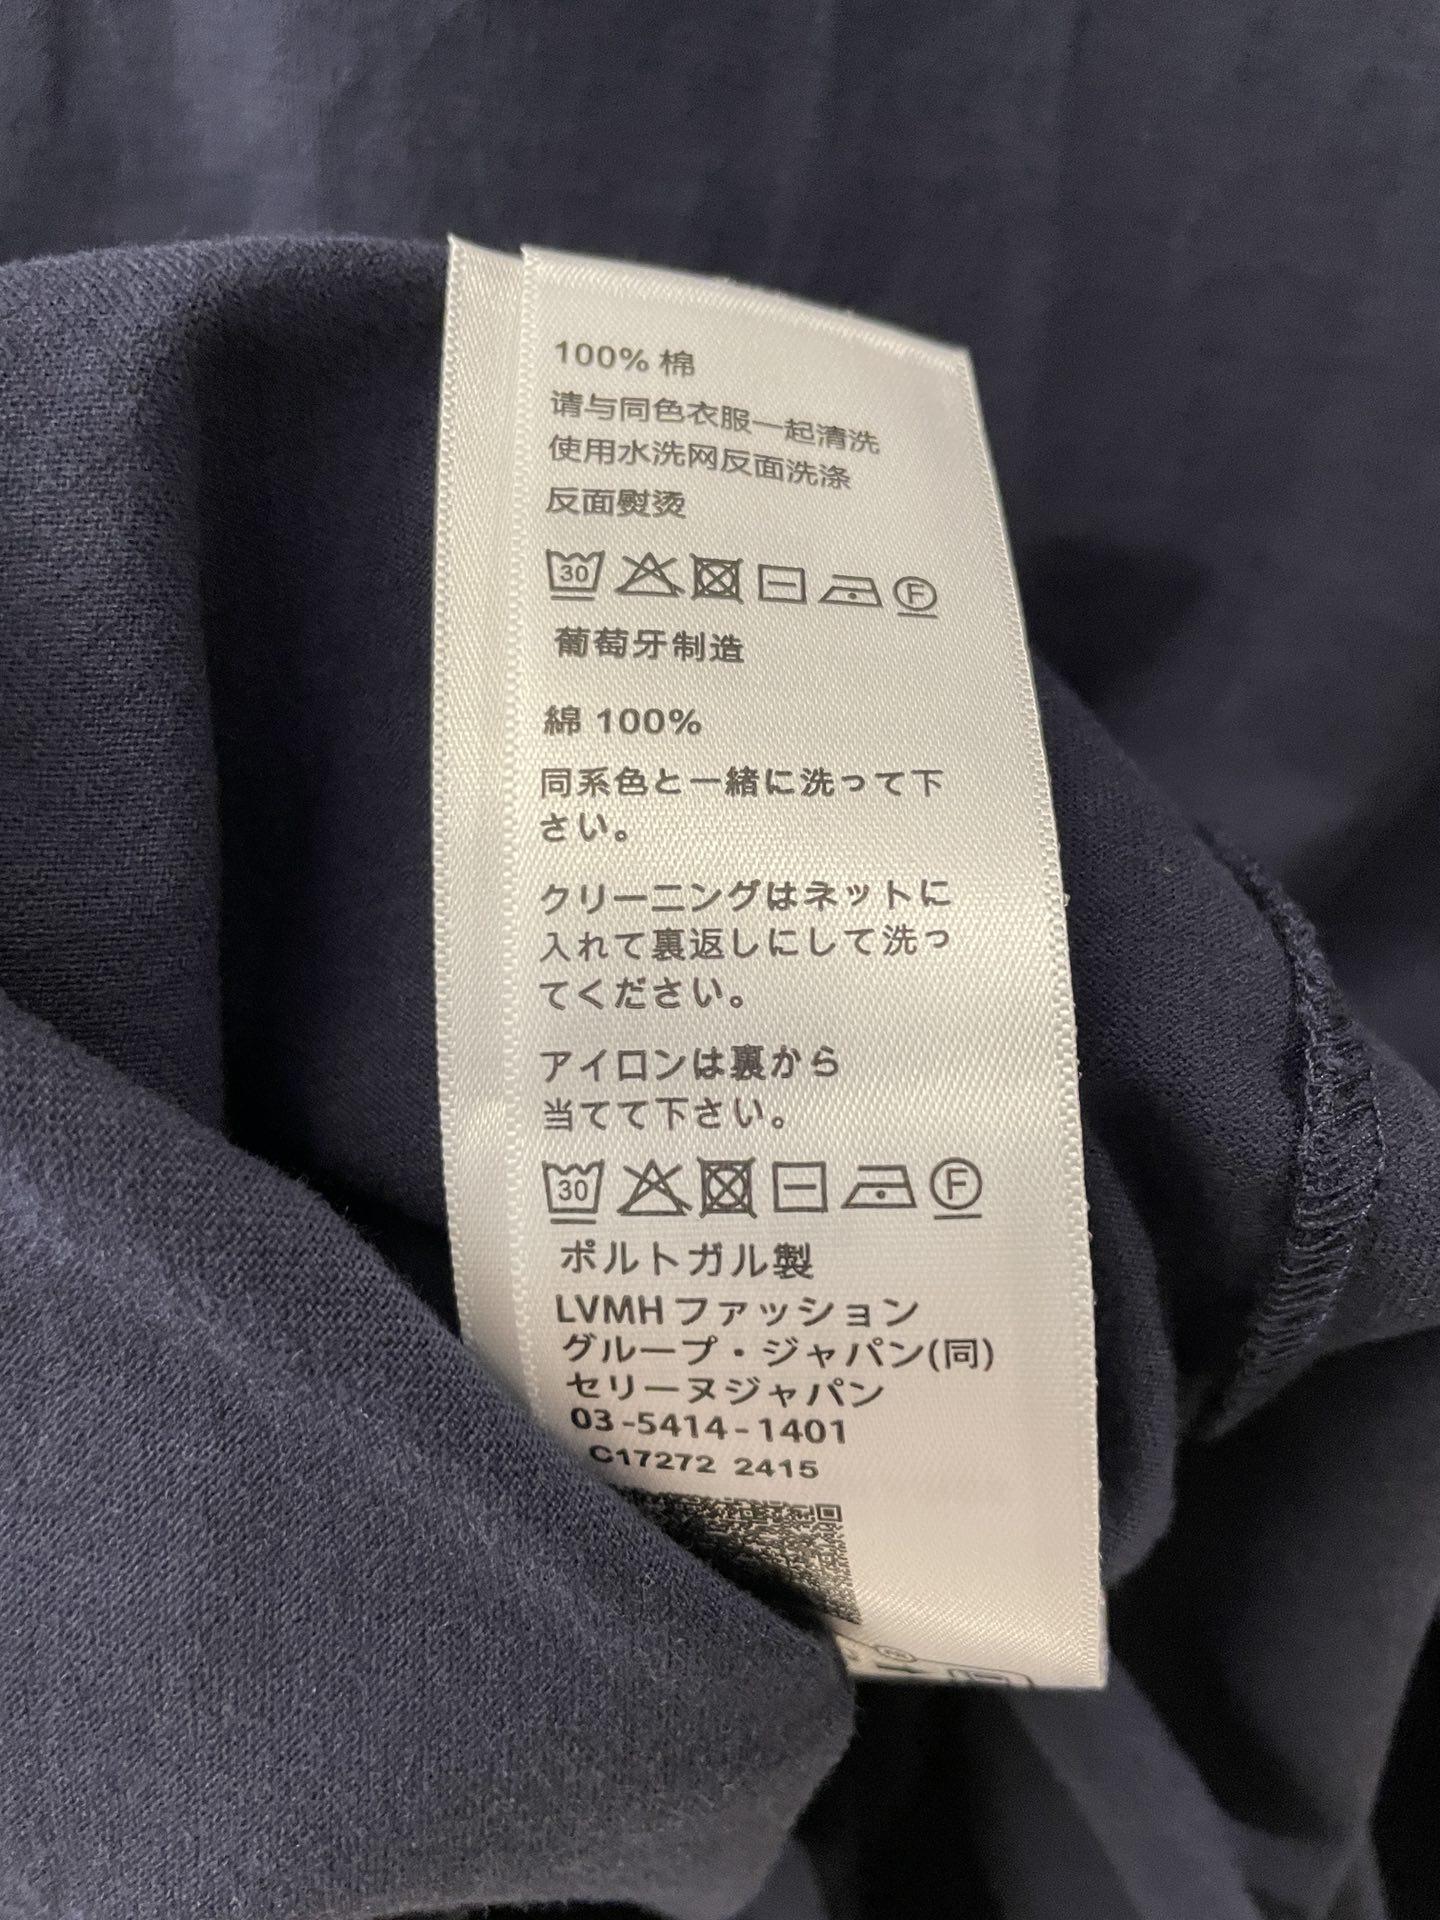 100% 棉
请与同色衣服一起清洗
使用水洗网反面洗涤
反面熨烫
30 F
葡萄牙制造
綿 100%
同系色と一緒に洗って下
さい。
クリーニングはネットに
入れて裏返しにして洗っ
てください。
アイロンは裏から
当てて下さい。
30 F
ポルトガル製
LVMH ファッション
グループ・ジャパン(同)
セリーヌジャパン
03-5414-1401
C17272 2415